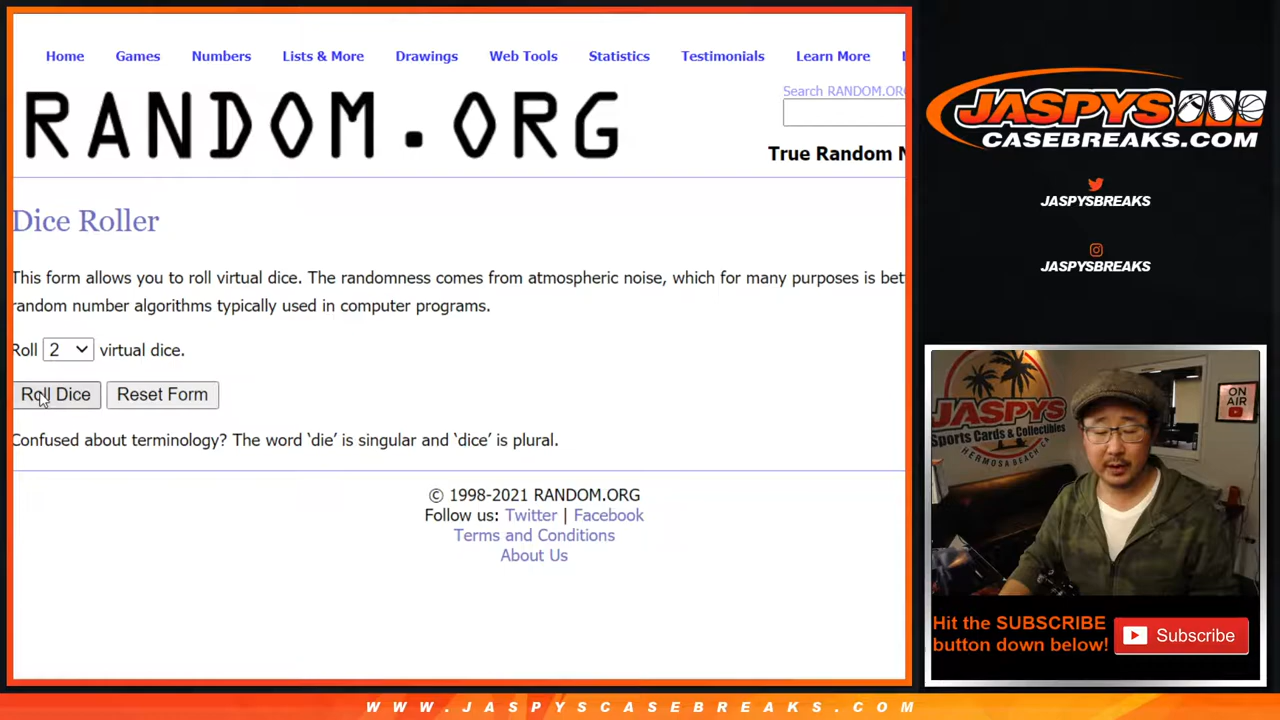 Home Games Numbers Lists & More Drawings Web Tools Statistics Testimonials Learn More
RANDOM.ORG
Search RANDOM.ORG
True Random N
Dice Roller
This form allows you to roll virtual dice. The randomness comes from atmospheric noise, which for many purposes is bet
random number algorithms typically used in computer programs.
Roll 2 virtual dice.
Roll Dice Reset Form
Confused about terminology? The word ‘die’ is singular and ‘dice’ is plural.
© 1998-2021 RANDOM.ORG
Follow us: Twitter | Facebook
Terms and Conditions
About Us
JASPYS
CASEBREAKS.COM
JASPYSBREAKS
JASPYSBREAKS
JASPYS
Sports Cards & Collectibles
HERMOSA BEACH CA
ON
AIR
Hit the SUBSCRIBE
button down below!
Subscribe
WWW.JASPYSCASEBREAKS.COM